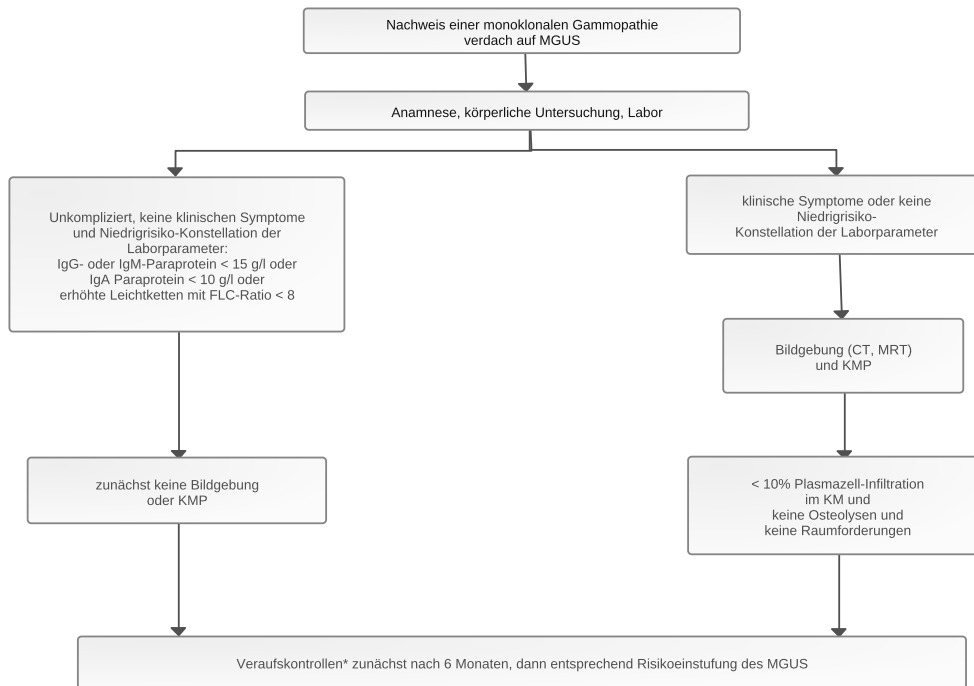 Nachweis einer monoklonalen Gammopathie
verdach auf MGUS
Anamnese, körperliche Untersuchung, Labor
Unkompliziert, keine klinischen Symptome
und Niedrigrisiko-Konstellation der
Laborparameter:
IgG- oder IgM-Paraprotein < 15 g/l oder
IgA Paraprotein < 10 g/l oder
erhöhte Leichtketten mit FLC-Ratio < 8
klinische Symptome oder keine
Niedrigrisiko-
Konstellation der Laborparameter
Bildgebung (CT, MRT)
und KMP
zunächst keine Bildgebung
oder KMP
< 10% Plasmazell-Infiltration
im KM und
keine Osteolysen und
keine Raumforderungen
Veraufskontrollen* zunächst nach 6 Monaten, dann entsprechend Risikoeinstufung des MGUS